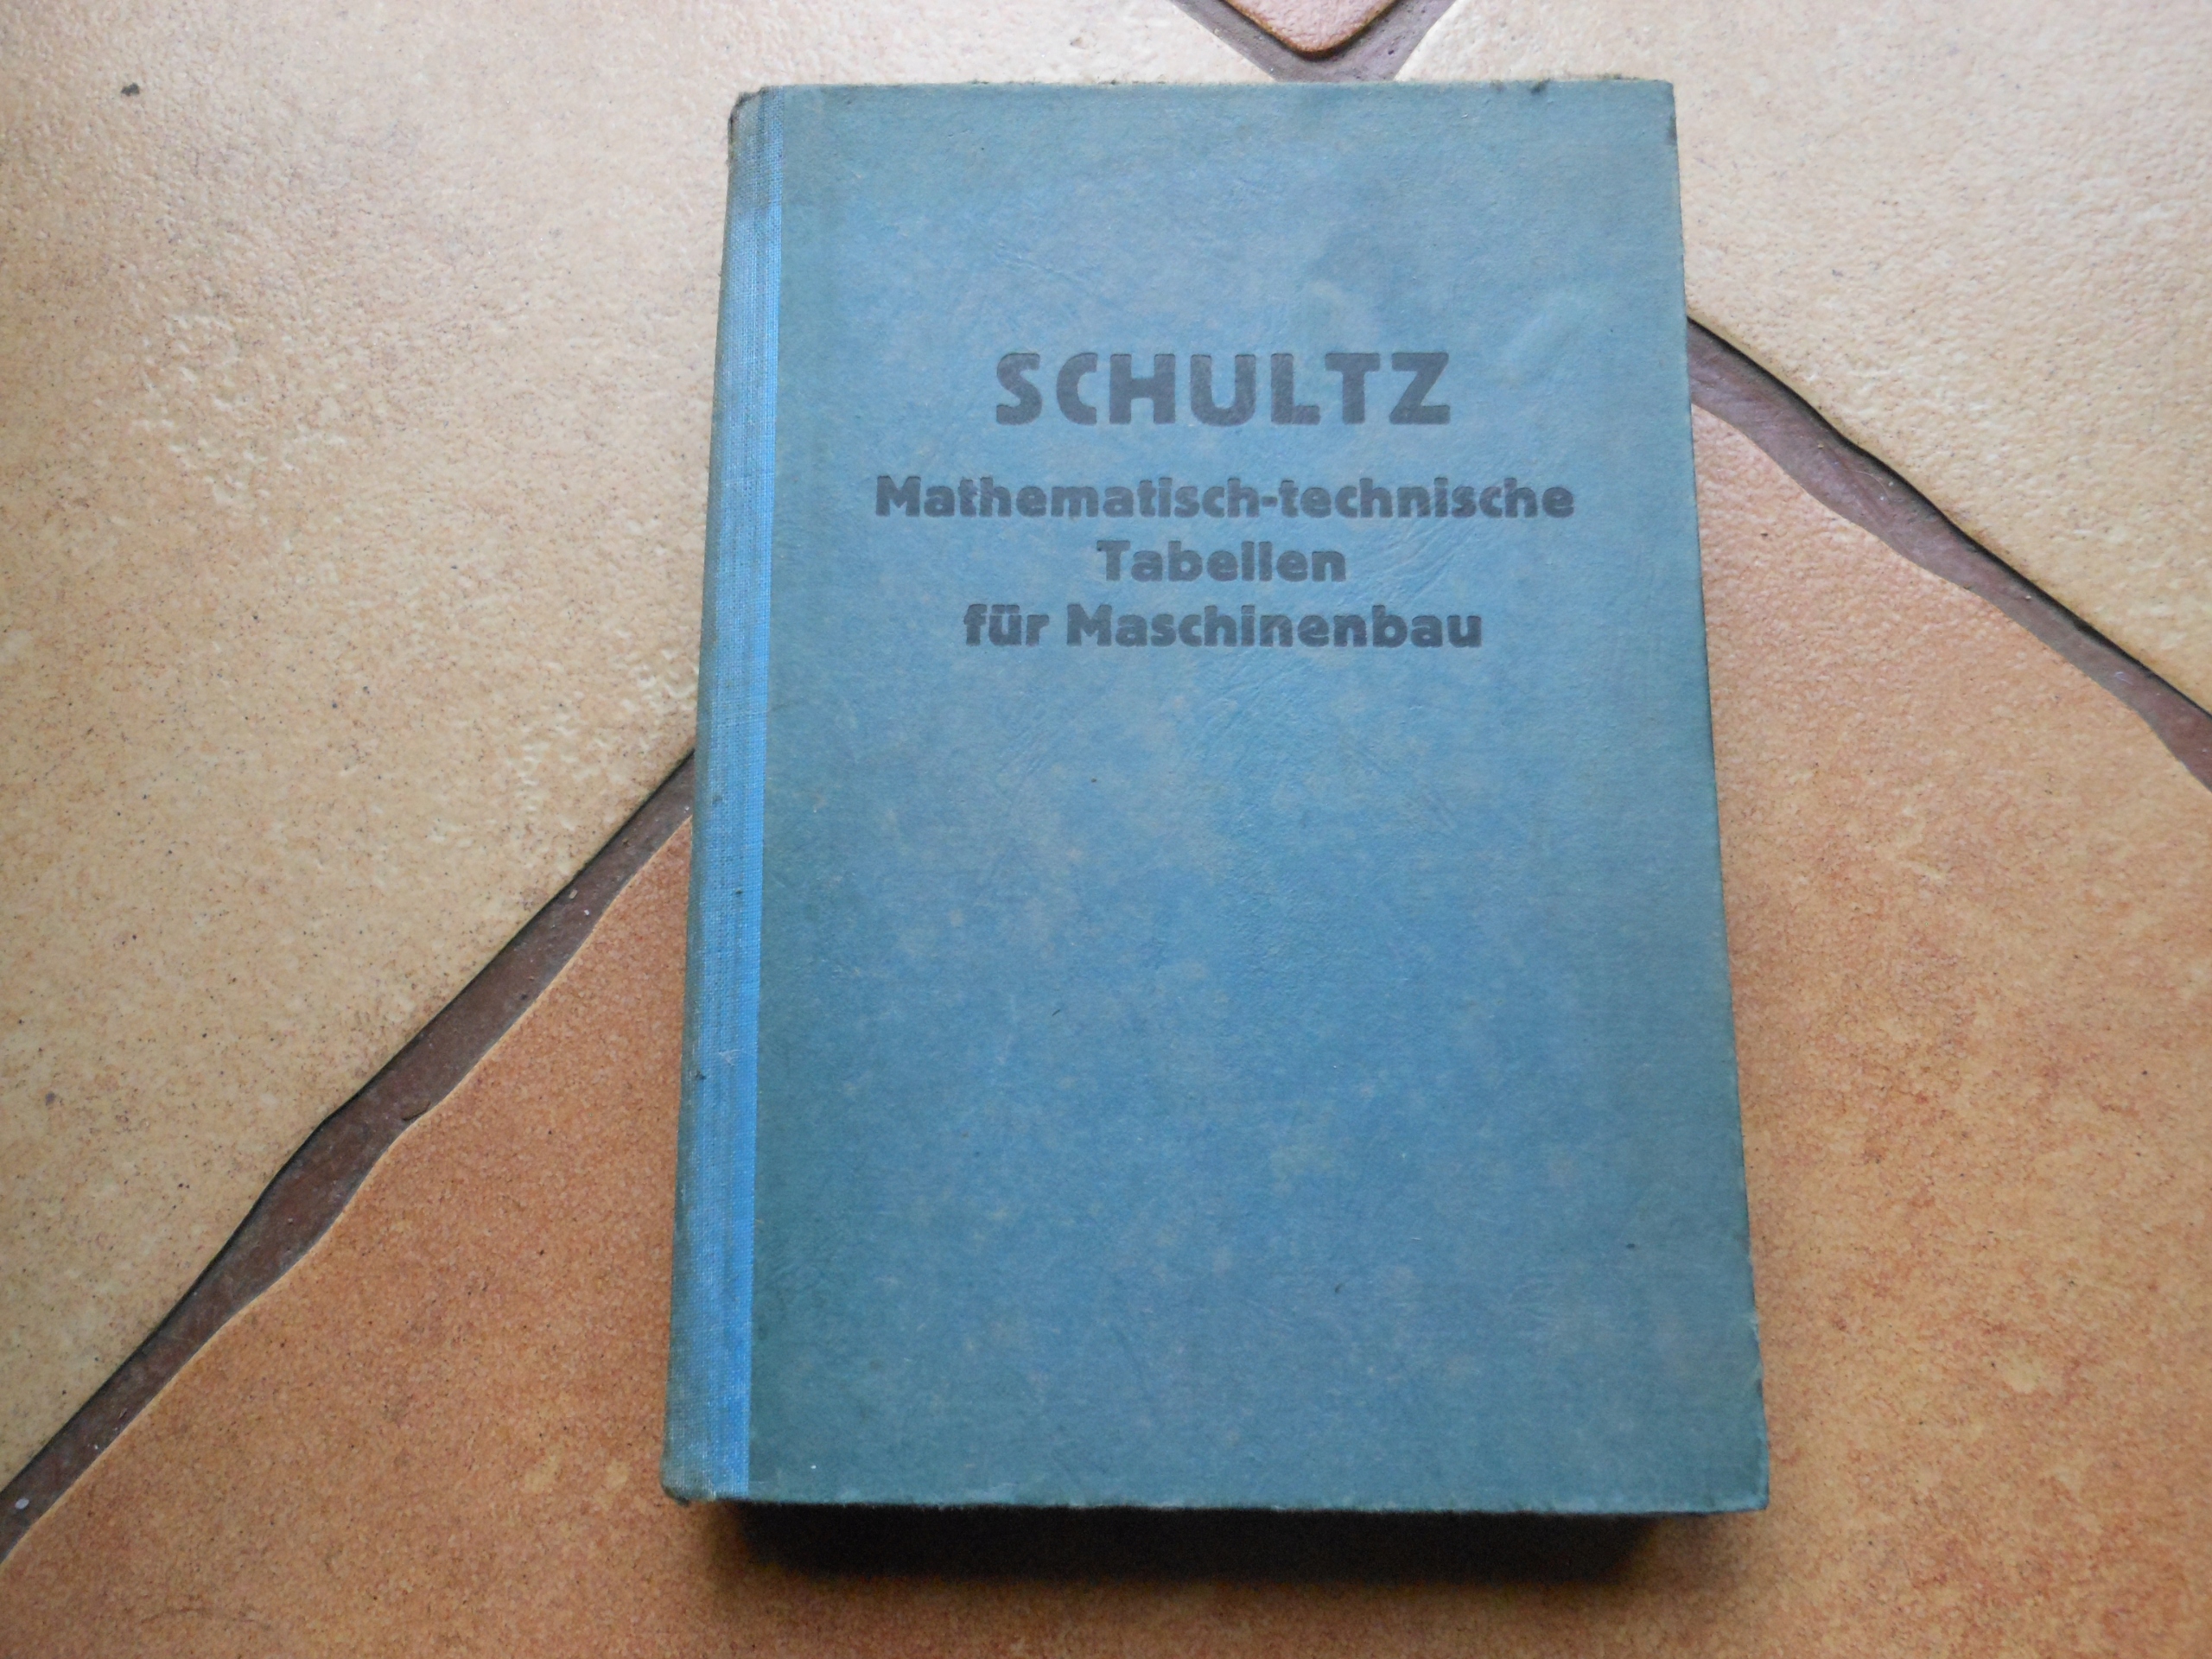 SCHULTZ
Mathematisch-technische
Tabellen
für Maschinenbau